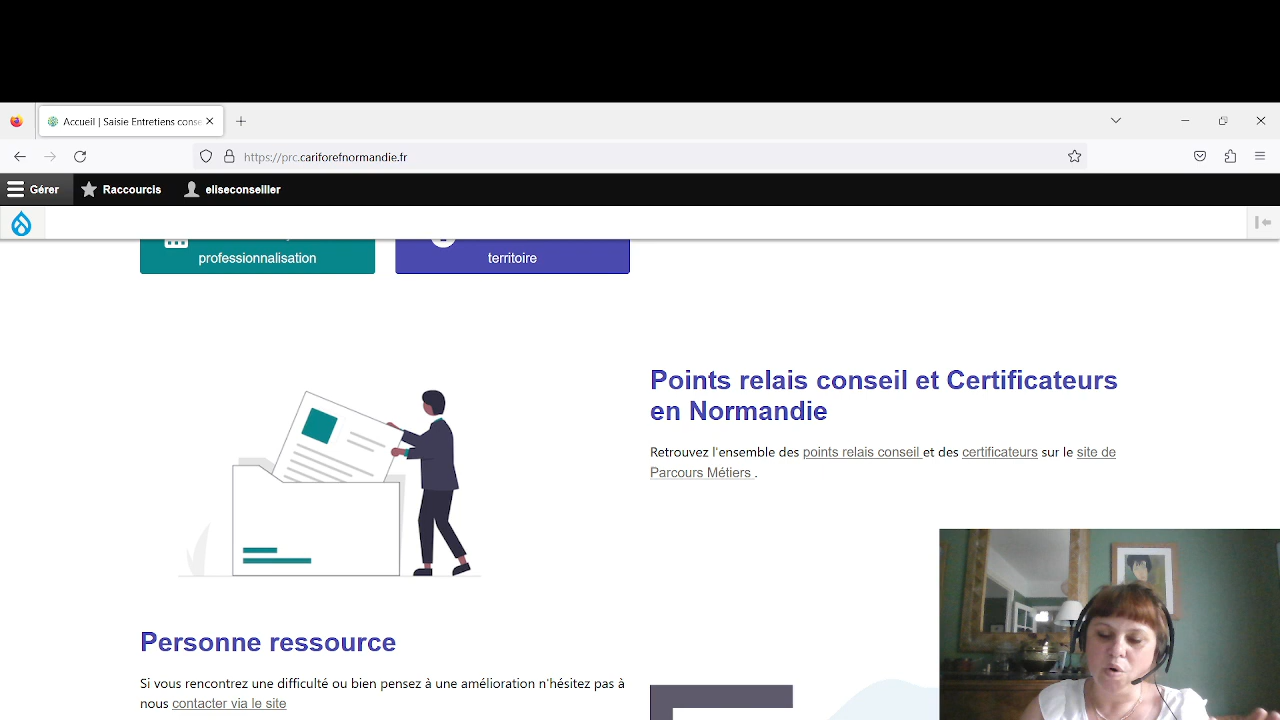 Accueil | Saisie Entretiens conse
https://prc.cariforefnormandie.fr
Gérer
Raccourcis
eliseconseiller
professionnalisation
territoire
Points relais conseil et Certificateurs
en Normandie
Retrouvez l'ensemble des points relais conseil et des certificateurs sur le site de
Parcours Métiers .
Personne ressource
Si vous rencontrez une difficulté ou bien pensez à une amélioration n'hésitez pas à
nous contacter via le site